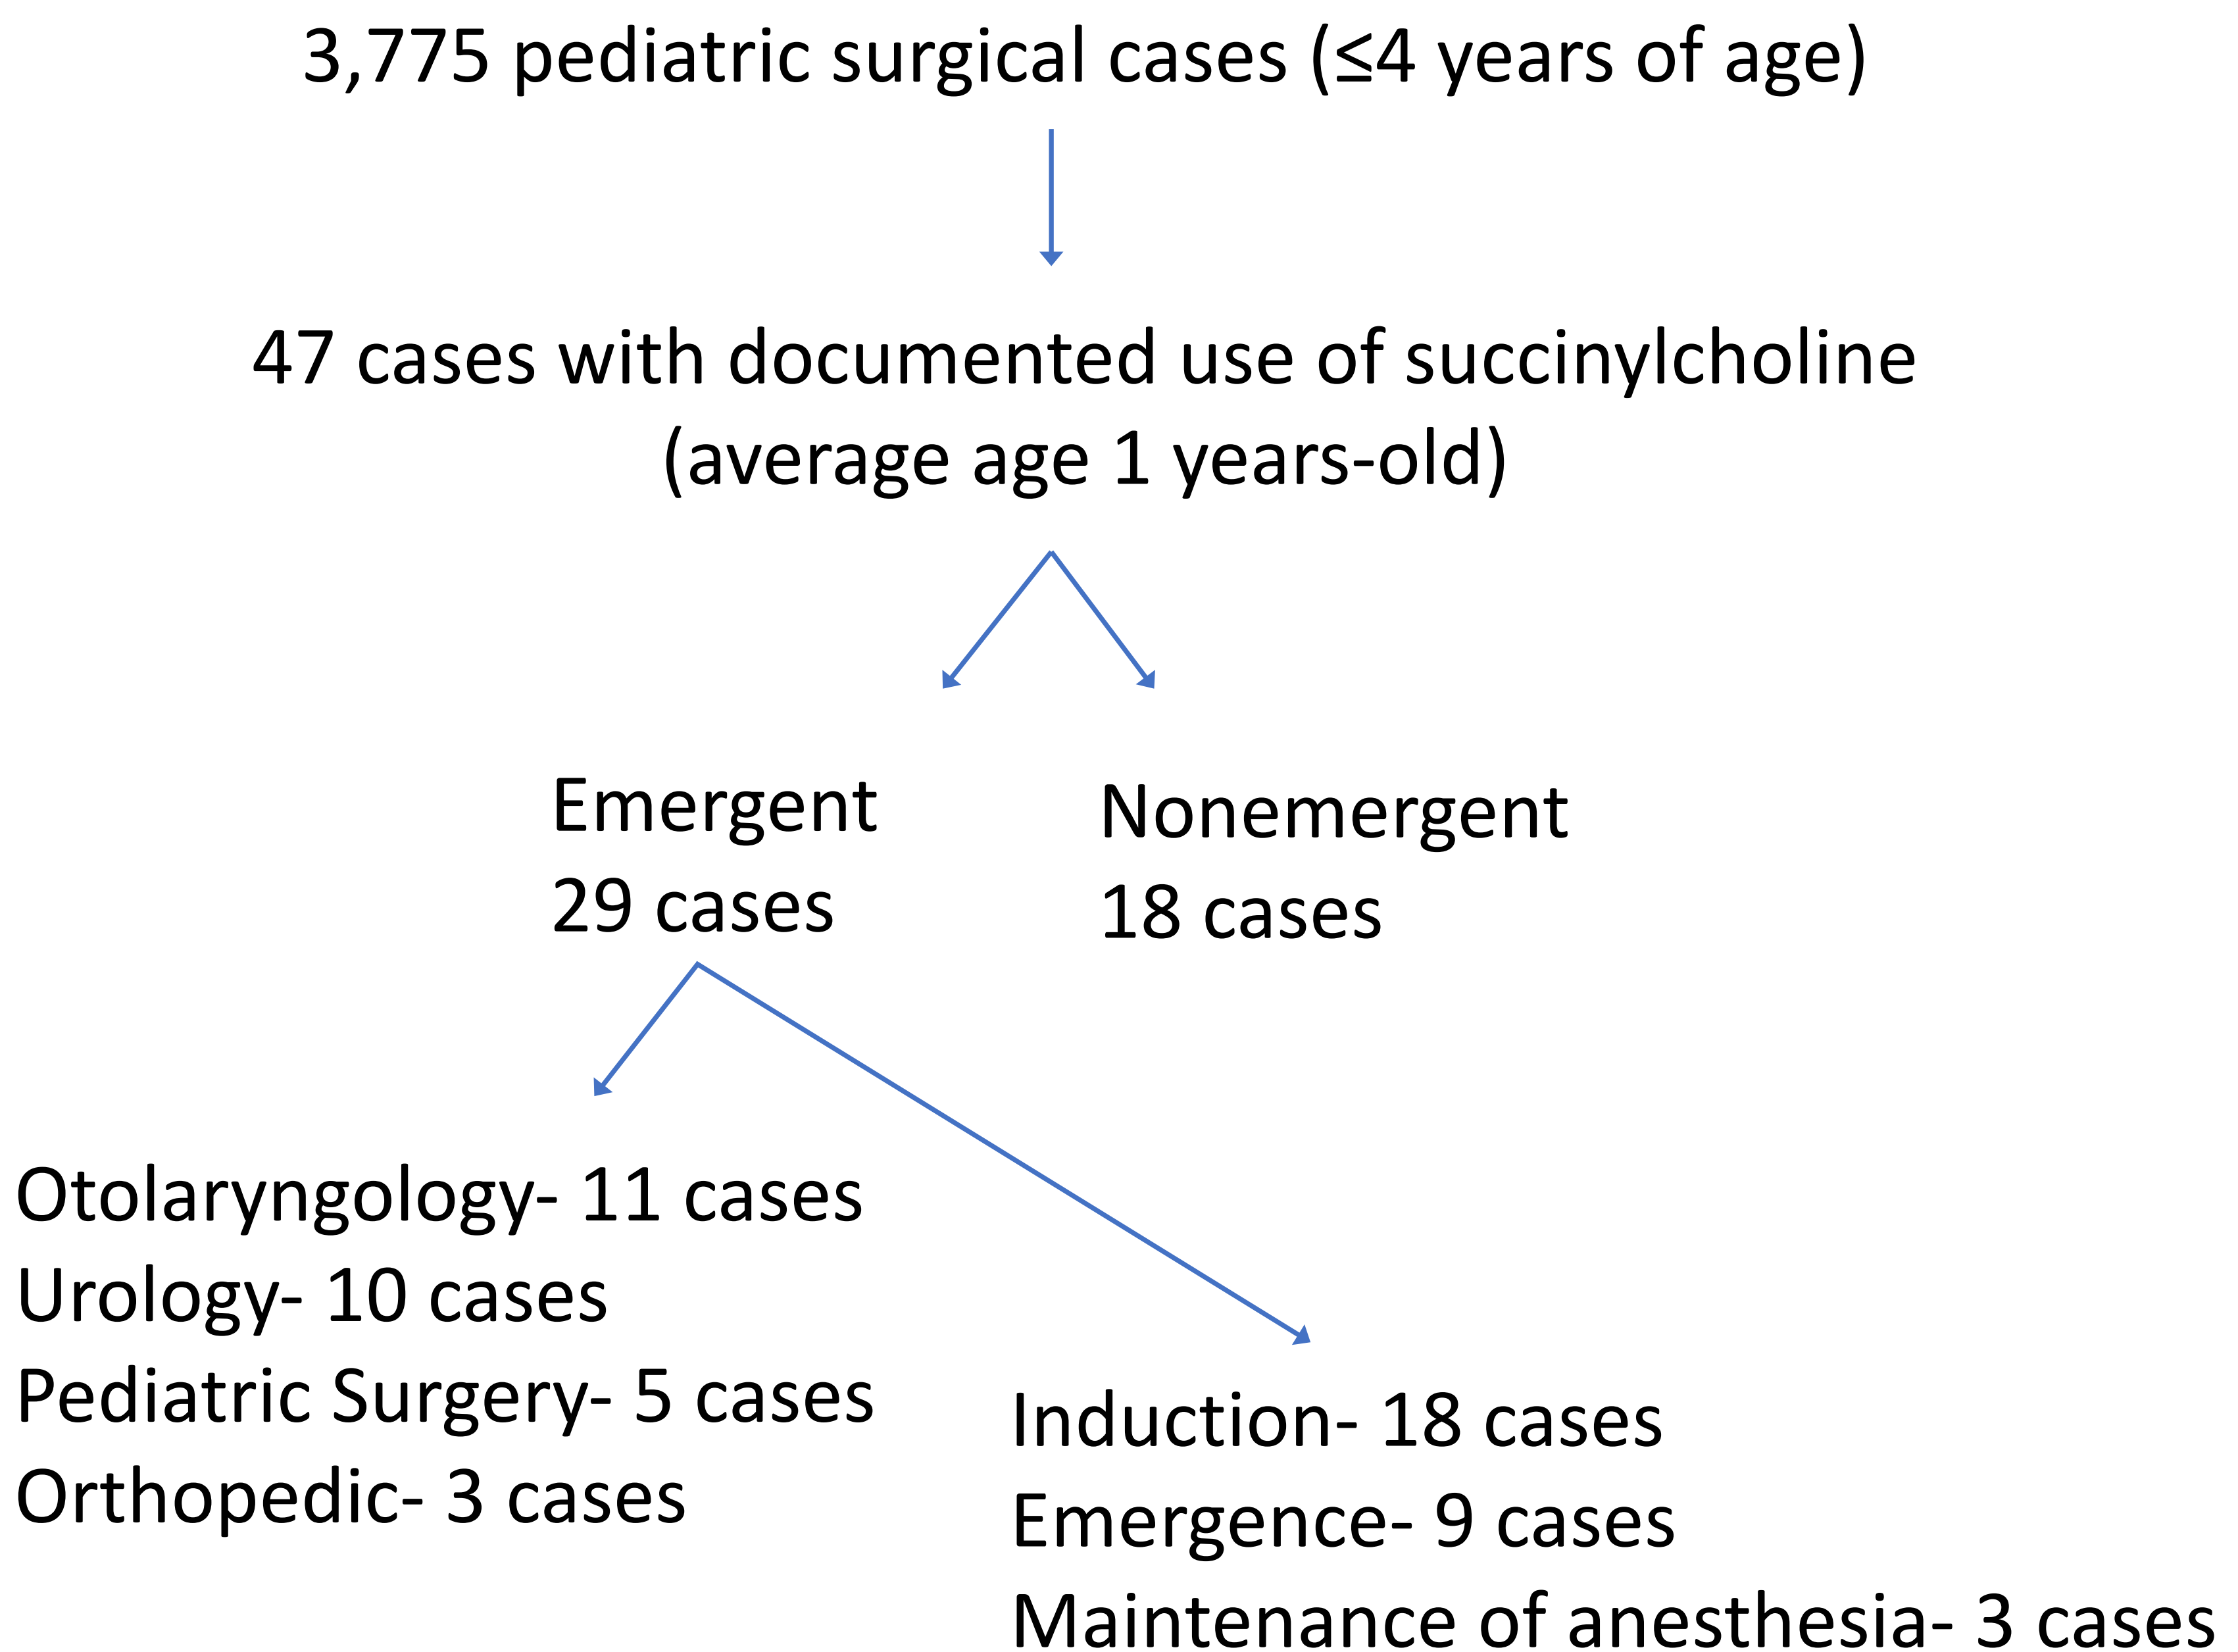 3,775 pediatric surgical cases (≤4 years of age)
47 cases with documented use of succinylcholine
(average age 1 years-old)
Emergent
29 cases
Nonemergent
18 cases
Otolaryngology- 11 cases
Urology- 10 cases
Pediatric Surgery- 5 cases
Orthopedic- 3 cases
Induction- 18 cases
Emergence- 9 cases
Maintenance of anesthesia- 3 cases